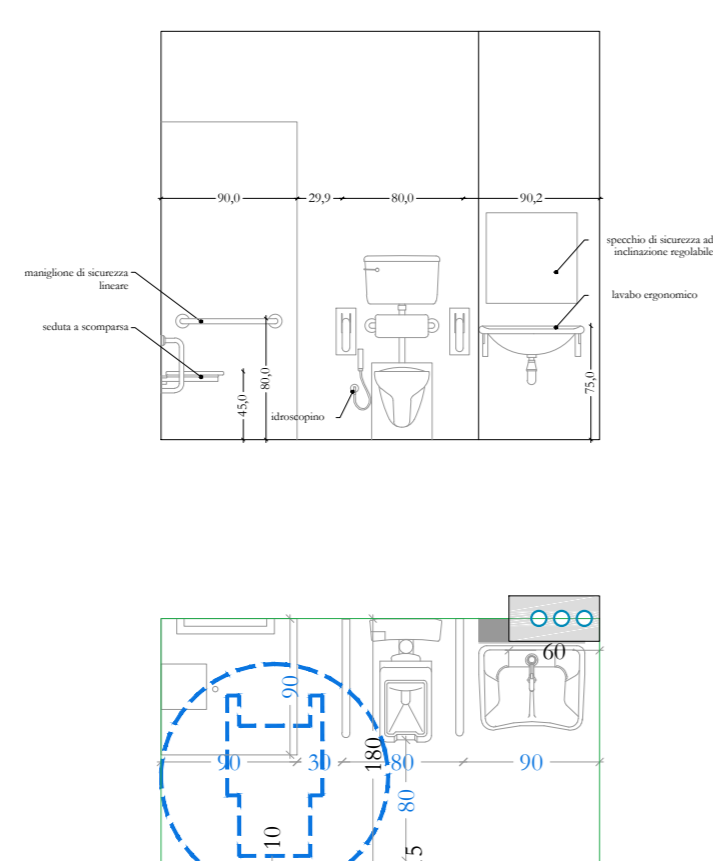 90,0
29,9
80,0
90,2
specchio di sicurezza ad
inclinazione regolabile
maniglione di sicurezza
lineare
lavabo ergonomico
seduta a scomparsa
45,0
80,0
75,0
idroscopino
60
90
180
90
30
80
90
80
10
5